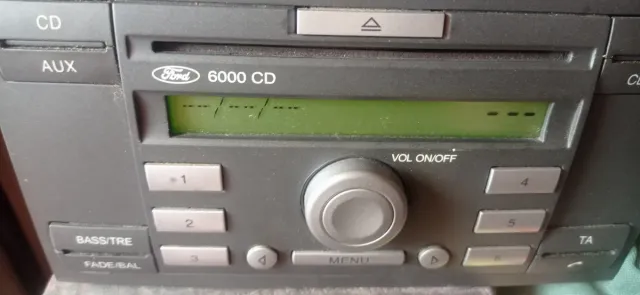 CD
AUX
Ford 6000 CD
--/--/-- ---
VOL ON/OFF
1
4
2
5
BASS/TRE
TA
3
MENU
6
FADE/BAL